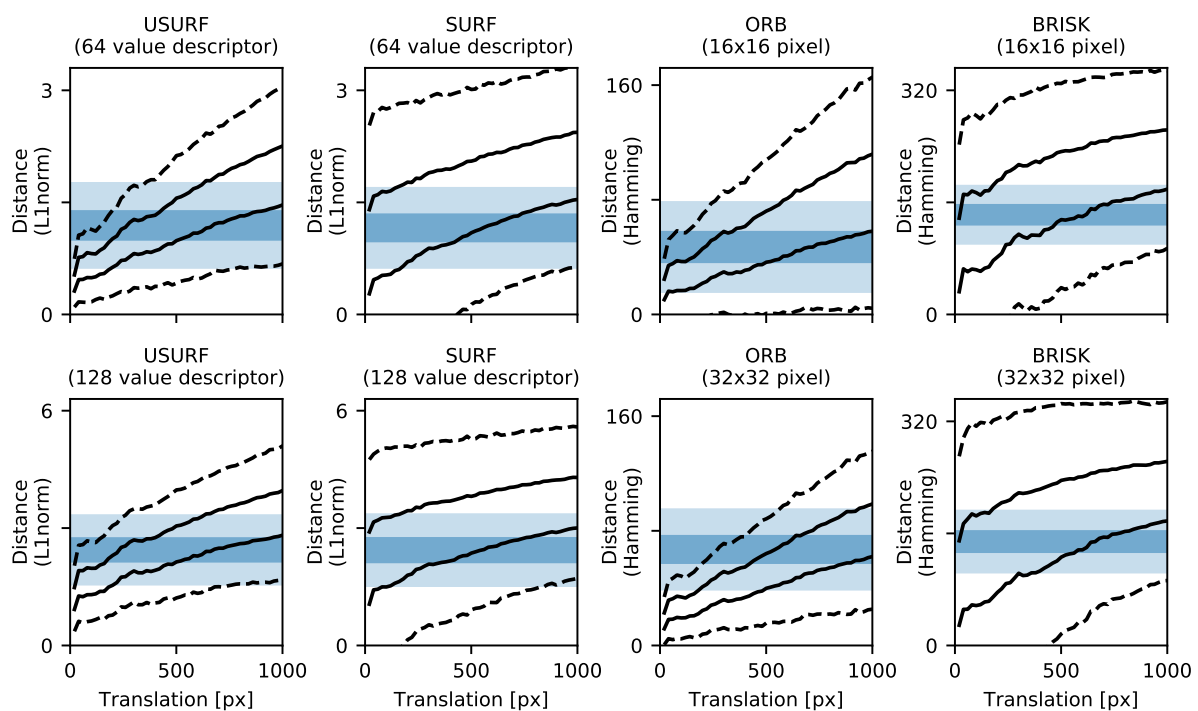 USURF
(64 value descriptor)
SURF
(64 value descriptor)
ORB
(16x16 pixel)
BRISK
(16x16 pixel)
Distance
(L1norm)
3
0
Distance
(L1norm)
3
0
Distance
(Hamming)
160
0
Distance
(Hamming)
320
0
USURF
(128 value descriptor)
SURF
(128 value descriptor)
ORB
(32x32 pixel)
BRISK
(32x32 pixel)
Distance
(L1norm)
6
0
Distance
(L1norm)
6
0
Distance
(Hamming)
160
0
Distance
(Hamming)
320
0
0 500 1000
0 500 1000
0 500 1000
0 500 1000
Translation [px]
Translation [px]
Translation [px]
Translation [px]